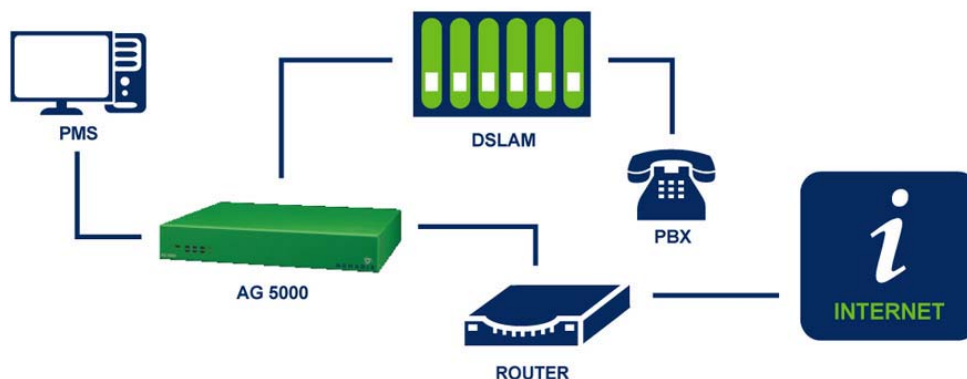 PMS
DSLAM
PBX
AG 5000
ROUTER
INTERNET